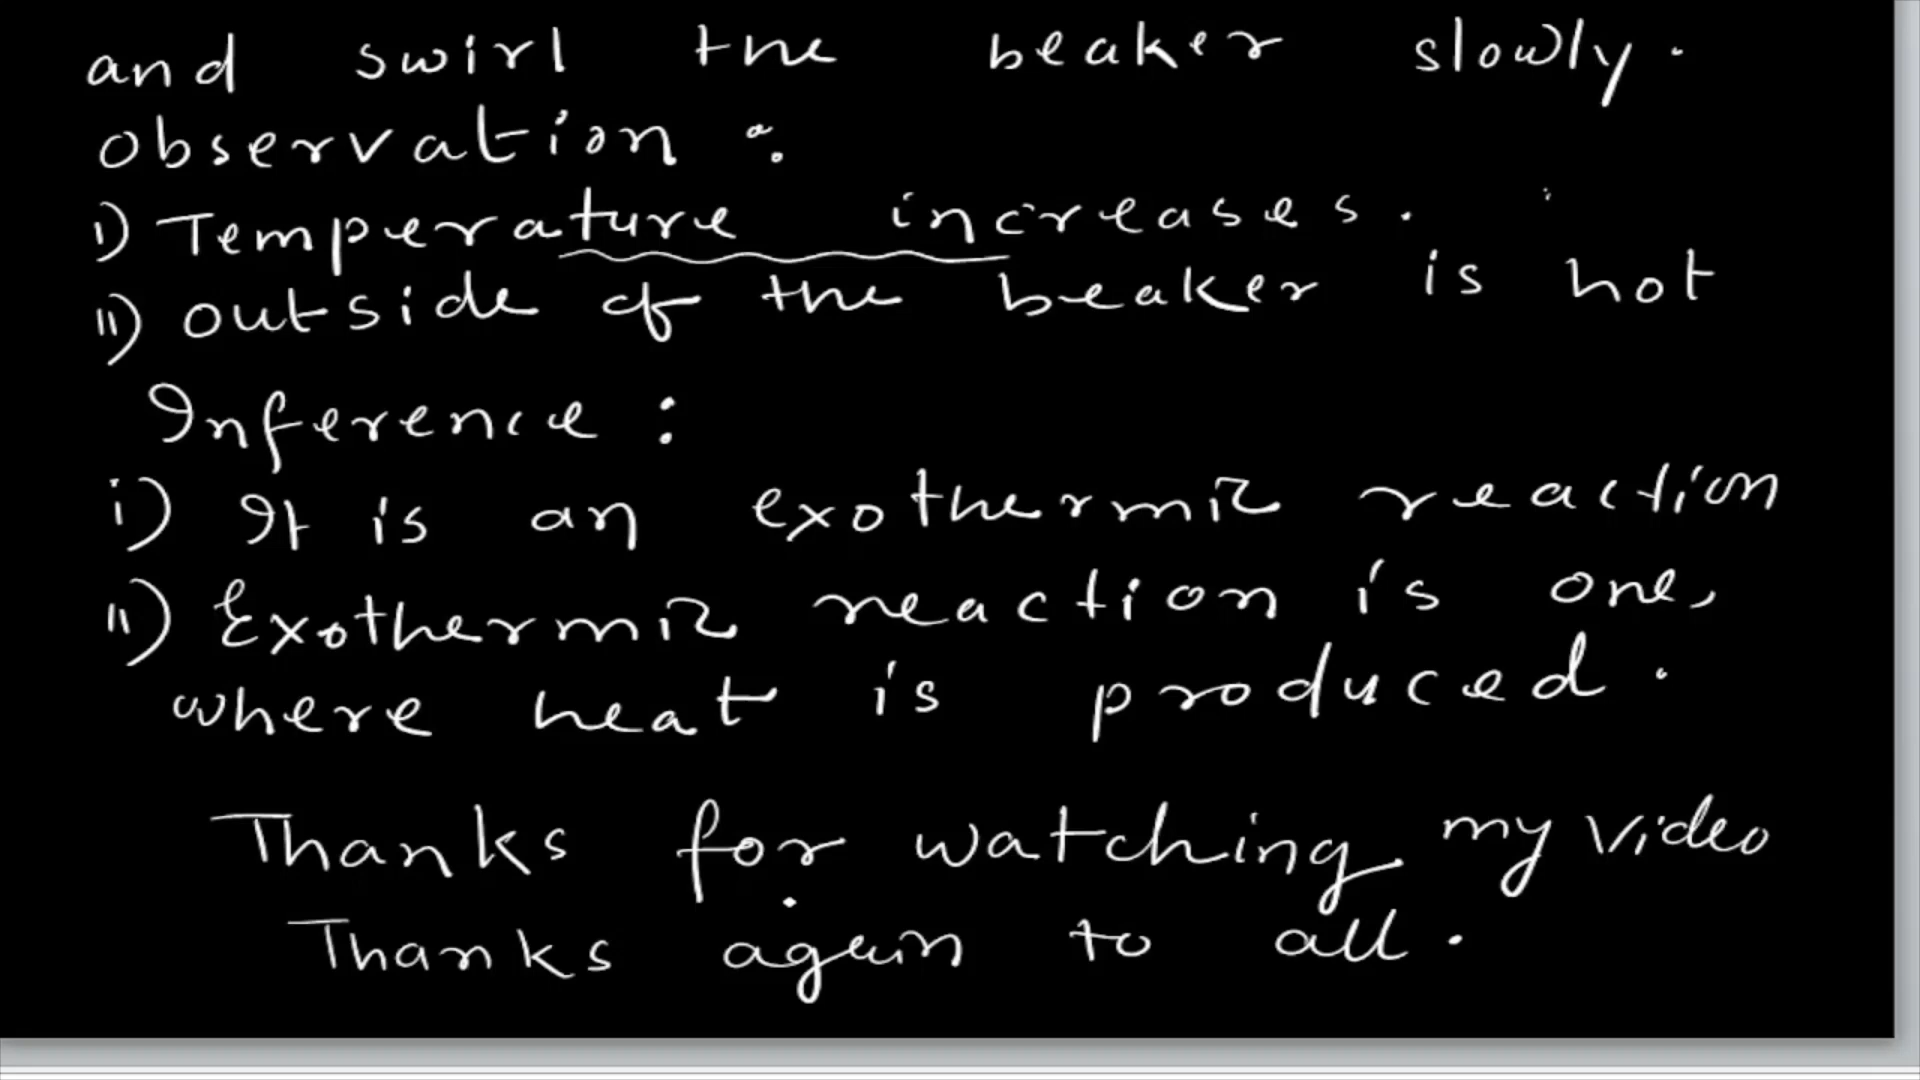 and swirl the beaker slowly.
observation :
i) Temperature increases.
ii) outside of the beaker is hot
Inference :
i) It is an exothermic reaction
ii) Exothermic reaction is one,
where heat is produced.
Thanks for watching my video
Thanks again to all.